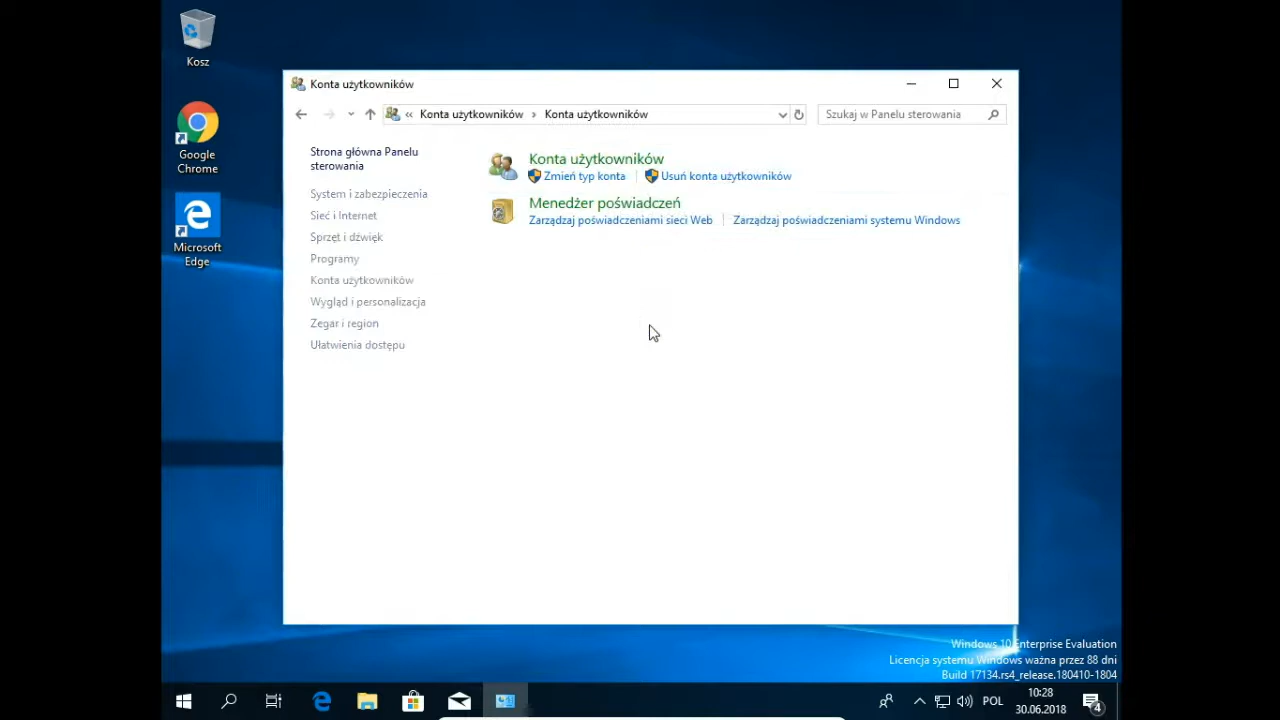 Kosz
Google
Chrome
Microsoft
Edge
Konta użytkowników
« Konta użytkowników › Konta użytkowników
Szukaj w Panelu sterowania
Strona główna Panelu
sterowania
System i zabezpieczenia
Sieć i Internet
Sprzęt i dźwięk
Programy
Konta użytkowników
Wygląd i personalizacja
Zegar i region
Ułatwienia dostępu
Konta użytkowników
Zmień typ konta
Usuń konta użytkowników
Menedżer poświadczeń
Zarządzaj poświadczeniami sieci Web
Zarządzaj poświadczeniami systemu Windows
Windows 10 Enterprise Evaluation
Licencja systemu Windows ważna przez 88 dni
Build 17134.rs4_release.180410-1804
POL
10:28
30.06.2018
4